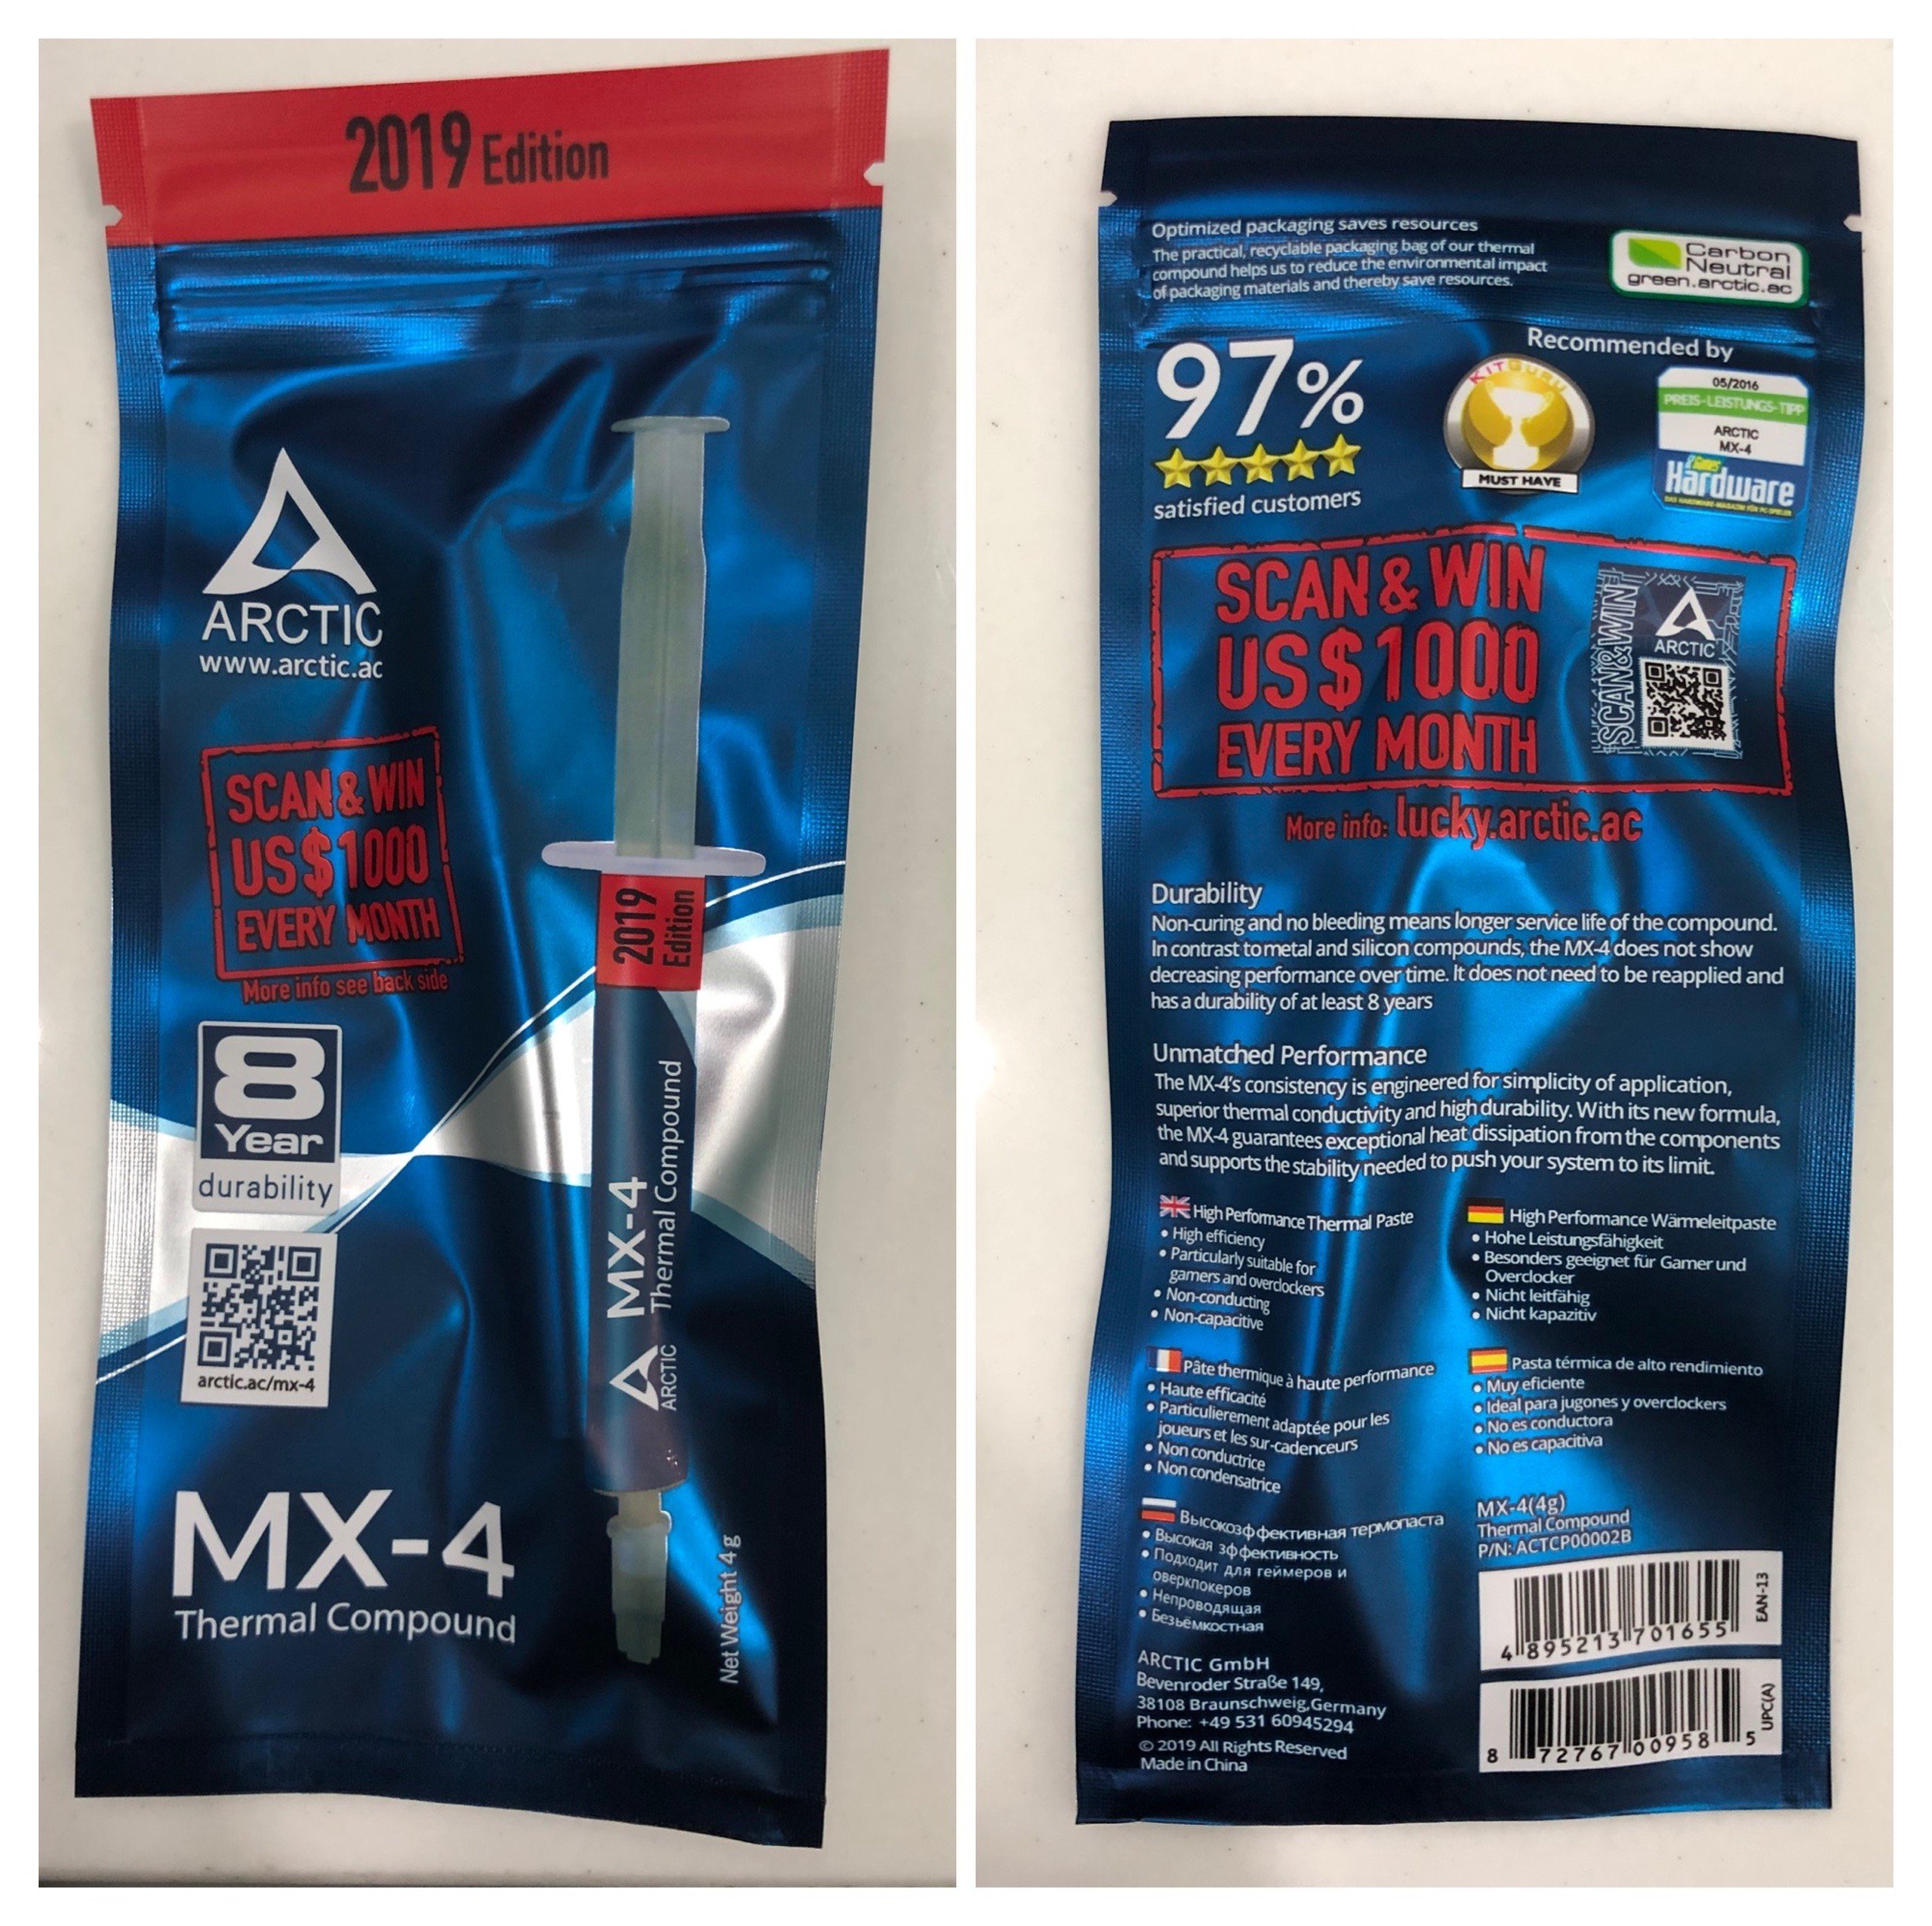 2019 Edition
ARCTIC
www.arctic.ac
SCAN & WIN
US$1000
EVERY MONTH
More info see back side
8
Year
durability
arctic.ac/mx-4
MX-4
Thermal Compound
2019
Edition
MX-4
Thermal Compound
ARCTIC
Net Weight 4g
Optimized packaging saves resources
The practical, recyclable packaging bag of our thermal
compound helps us to reduce the environmental impact
of packaging materials and thereby save resources.
Carbon
Neutral
green.arctic.ac
97%
satisfied customers
Recommended by
KITGURU
MUST HAVE
05/2016
PREIS-LEISTUNGS-TIPP
ARCTIC
MX-4
PC Games
Hardware
DAS HARDWARE-MAGAZIN FÜR PC-SPIELER
SCAN & WIN
US$1000
EVERY MONTH
SCAN&WIN!
ARCTIC
More info: lucky.arctic.ac
Durability
Non-curing and no bleeding means longer service life of the compound.
In contrast to metal and silicon compounds, the MX-4 does not show
decreasing performance over time. It does not need to be reapplied and
has a durability of at least 8 years
Unmatched Performance
The MX-4's consistency is engineered for simplicity of application,
superior thermal conductivity and high durability. With its new formula,
the MX-4 guarantees exceptional heat dissipation from the components
and supports the stability needed to push your system to its limit.
High Performance Thermal Paste
• High efficiency
• Particularly suitable for
gamers and overclockers
• Non-conducting
• Non-capacitive
High Performance Wärmeleitpaste
• Hohe Leistungsfähigkeit
• Besonders geeignet für Gamer und
Overclocker
• Nicht leitfähig
• Nicht kapazitiv
Pâte thermique à haute performance
• Haute efficacité
• Particulierement adaptée pour les
joueurs et les sur-cadenceurs
• Non conductrice
• Non condensatrice
Pasta térmica de alto rendimiento
• Muy eficiente
• Ideal para jugones y overclockers
• No es conductora
• No es capacitiva
Высокоэффективная термопаста
• Высокая эффективность
• Подходит для геймеров и
оверклокеров
• Непроводящая
• Безъёмкостная
MX-4(4g)
Thermal Compound
P/N: ACTCP00002B
4 895213 701655
EAN-13
8 72767 00958 5
UPC(A)
ARCTIC GmbH
Bevenroder Straße 149,
38108 Braunschweig,Germany
Phone: +49 531 60945294
© 2019 All Rights Reserved
Made in China